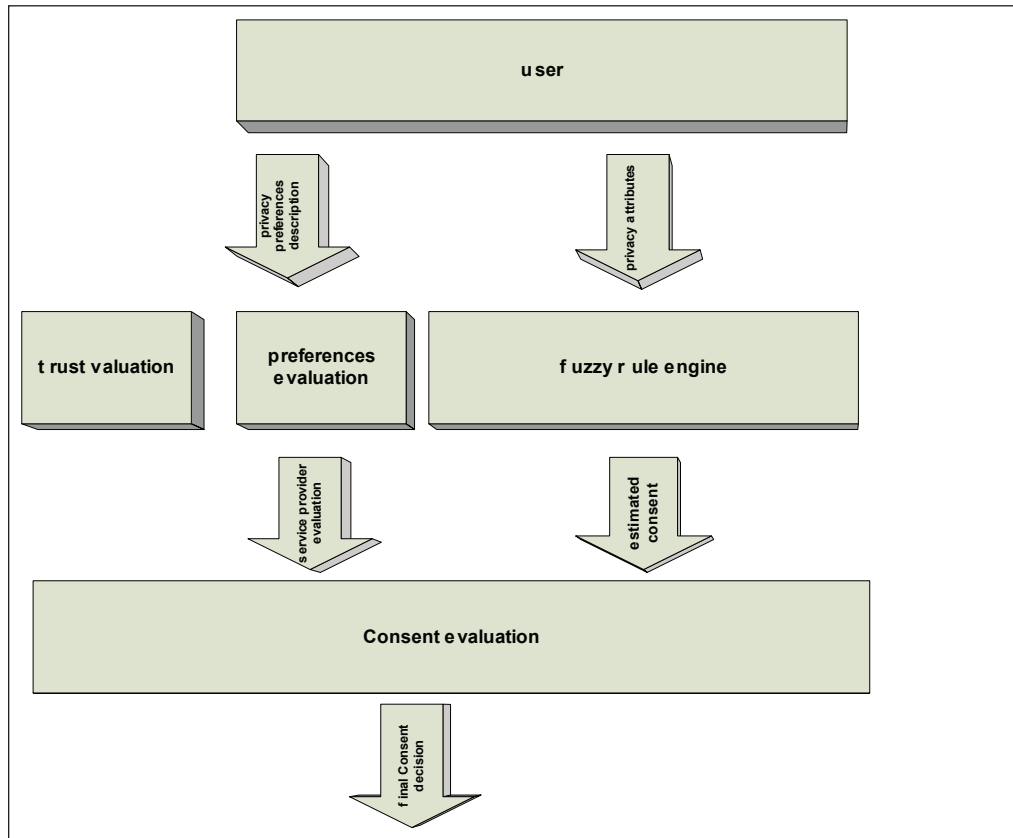 user
privacy
preferences
description
privacy attributes
trust valuation
preferences
evaluation
fuzzy rule engine
service provider
evaluation
estimated
consent
Consent evaluation
final Consent
decision